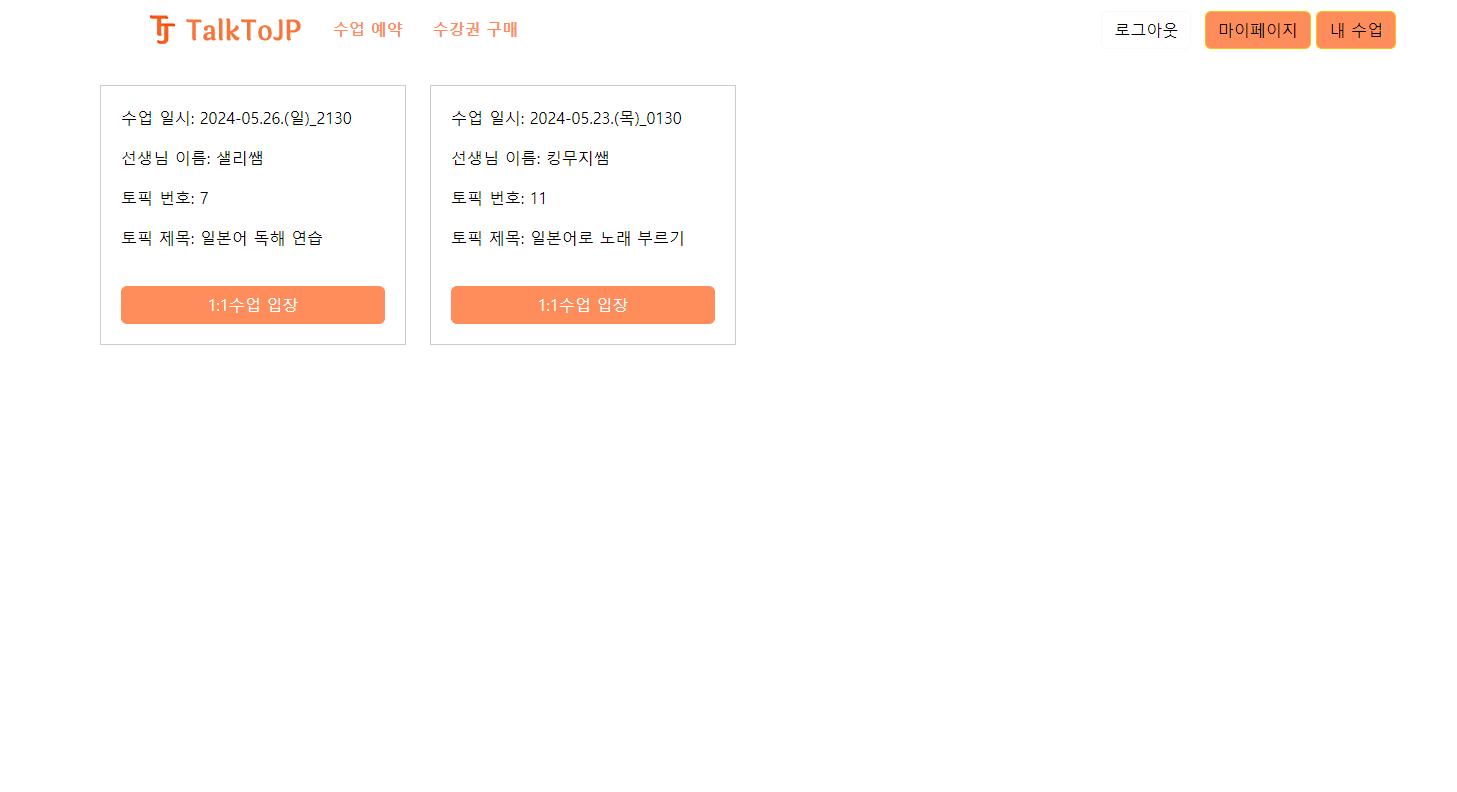 TJ TalkToJP 수업 예약 수강권 구매 로그아웃 마이페이지 내 수업
수업 일시: 2024-05.26.(일)_2130
선생님 이름: 샐리쌤
토픽 번호: 7
토픽 제목: 일본어 독해 연습
1:1수업 입장
수업 일시: 2024-05.23.(목)_0130
선생님 이름: 킹무지쌤
토픽 번호: 11
토픽 제목: 일본어로 노래 부르기
1:1수업 입장